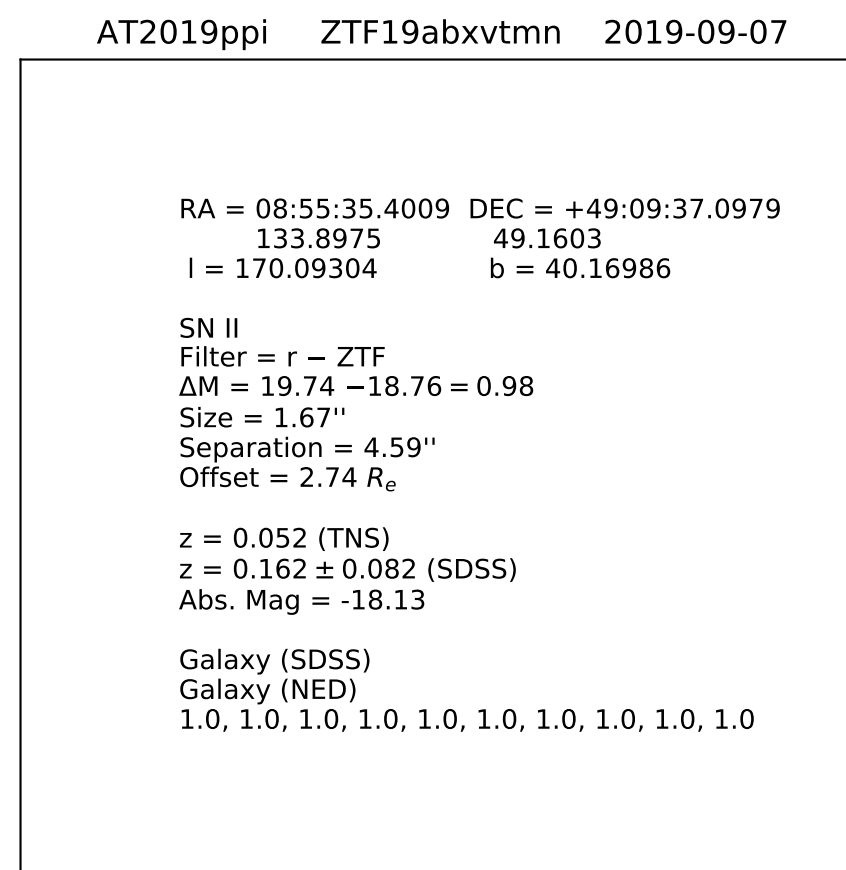 AT2019ppi ZTF19abxvtmn 2019-09-07
RA = 08:55:35.4009 DEC = +49:09:37.0979
133.8975 49.1603
l = 170.09304 b = 40.16986
SN II
Filter = r − ZTF
ΔM = 19.74 −18.76 = 0.98
Size = 1.67''
Separation = 4.59''
Offset = 2.74 Re
z = 0.052 (TNS)
z = 0.162 ± 0.082 (SDSS)
Abs. Mag = -18.13
Galaxy (SDSS)
Galaxy (NED)
1.0, 1.0, 1.0, 1.0, 1.0, 1.0, 1.0, 1.0, 1.0, 1.0